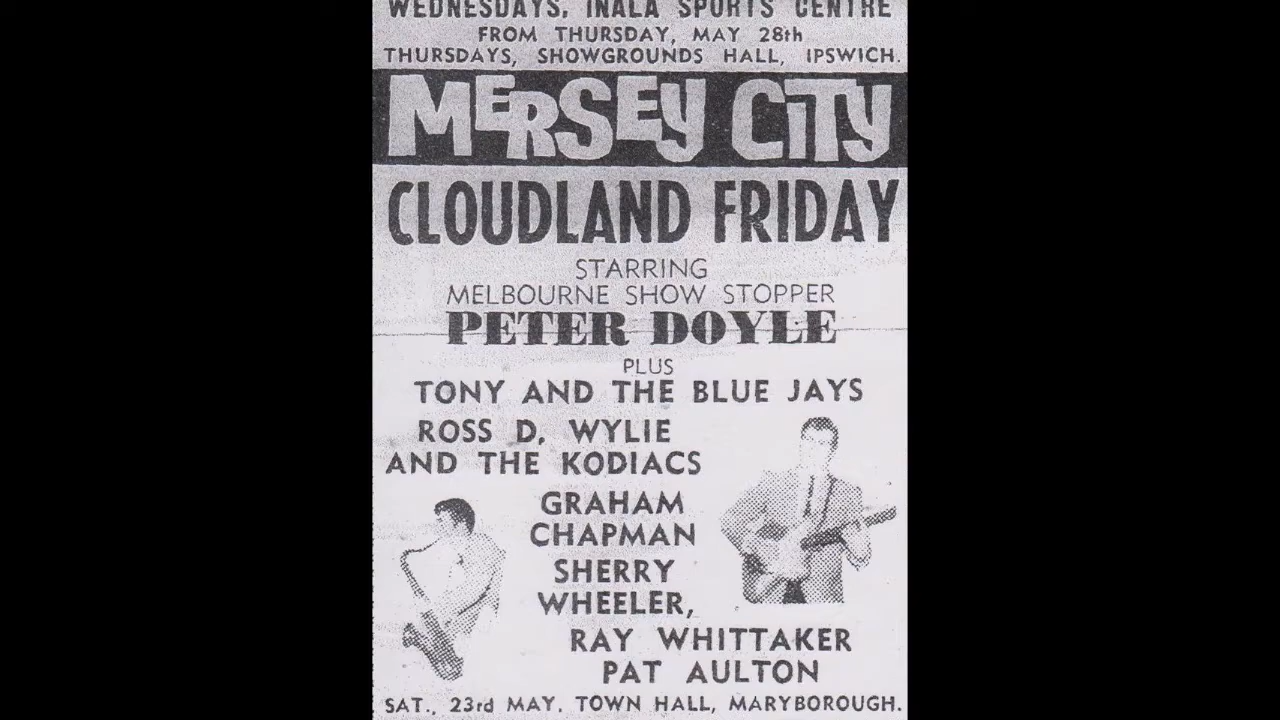 WEDNESDAYS, INALA SPORTS CENTRE
FROM THURSDAY, MAY 28th
THURSDAYS, SHOWGROUNDS HALL, IPSWICH.
MERSEY CITY
CLOUDLAND FRIDAY
STARRING
MELBOURNE SHOW STOPPER
PETER DOYLE
PLUS
TONY AND THE BLUE JAYS
ROSS D. WYLIE
AND THE KODIACS
GRAHAM
CHAPMAN
SHERRY
WHEELER,
RAY WHITTAKER
PAT AULTON
SAT., 23rd MAY, TOWN HALL, MARYBOROUGH.